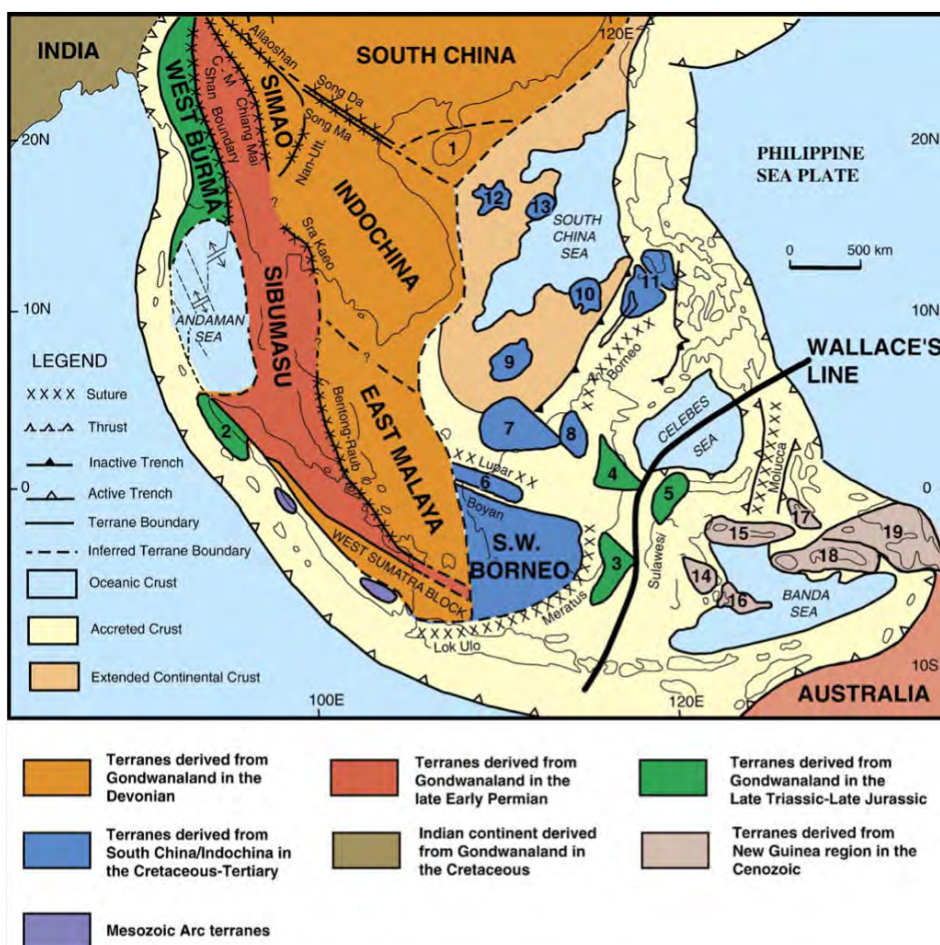 INDIA
SOUTH CHINA
120E
Ailaoshan
Song Da
Song Ma
SIMAO
WEST BURMA
C. M
Chiang Mai
Shan Boundary
Nan-Utt.
20N
20N
1
PHILIPPINE
SEA PLATE
12
13
SOUTH
CHINA
SEA
0
500 km
INDOCHINA
?
Sra Kaeo
11
10
10N
10N
ANDAMAN
SEA
SIBUMASU
WALLACE'S
LINE
LEGEND
XXXX Suture
Thrust
Inactive Trench
Active Trench
Terrane Boundary
Inferred Terrane Boundary
Oceanic Crust
Accreted Crust
Extended Continental Crust
9
Borneo
?
EAST MALAYA
Bentong-Raub
CELEBES
SEA
7
8
2
Lupar
4
5
6
Boyan
Molucca
0
0
S.W.
BORNEO
3
Sulawesi
17
15
19
18
WEST SUMATRA BLOCK
Meratus
14
16
BANDA
SEA
Lok Ulo
10S
100E
120E
AUSTRALIA
Terranes derived from
Gondwanaland in the
Devonian
Terranes derived from
Gondwanaland in the
late Early Permian
Terranes derived from
Gondwanaland in the
Late Triassic-Late Jurassic
Terranes derived from
South China/Indochina in
the Cretaceous-Tertiary
Indian continent derived
from Gondwanaland in
the Cretaceous
Terranes derived from
New Guinea region in the
Cenozoic
Mesozoic Arc terranes